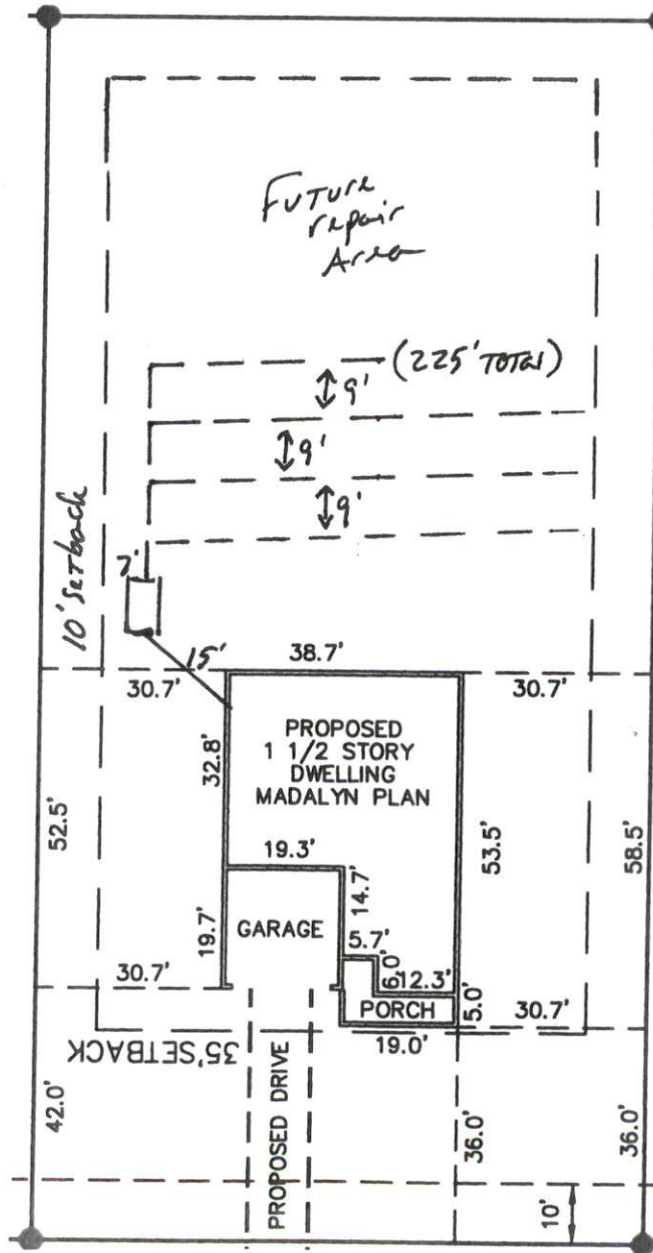 Future
repair
Area
(225' TOTAL)
9'
9'
9'
10' Setback
7'
15'
38.7'
30.7'
30.7'
PROPOSED
1 1/2 STORY
DWELLING
MADALYN PLAN
32.8'
52.5'
53.5'
58.5'
19.3'
14.7'
19.7'
GARAGE
5.7'
6.0'
12.3'
5.0'
PORCH
30.7'
30.7'
19.0'
35'SETBACK
42.0'
PROPOSED DRIVE
36.0'
36.0'
10'